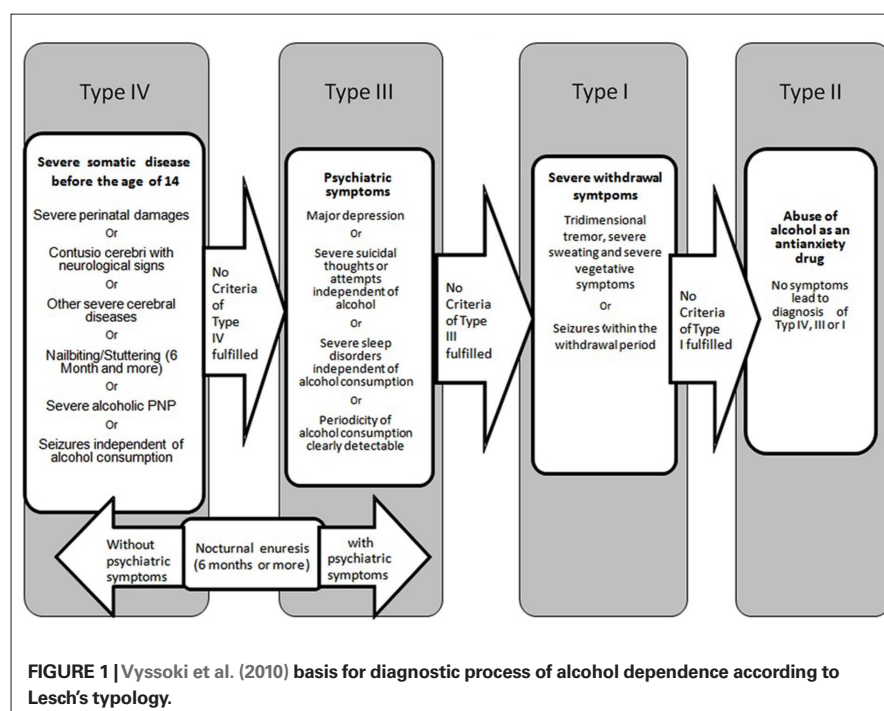 Type IV
Severe somatic disease
before the age of 14
Severe perinatal damages
Or
Contusio cerebri with
neurological signs
Or
Other severe cerebral
diseases
Or
Nailbiting/Stuttering (6
Month and more)
Or
Severe alcoholic PNP
Or
Seizures independent of
alcohol consumption
No
Criteria
of
Type
IV
fulfilled
Type III
Psychiatric
symptoms
Major depression
Or
Severe suicidal
thoughts or
attempts
independent of
alcohol
Or
Severe sleep
disorders
independent of
alcohol consumption
Or
Periodicity of
alcohol consumption
clearly detectable
No
Criteria
of Type
III
fulfilled
Type I
Severe withdrawal
symtpoms
Tridimensional
tremor, severe
sweating and severe
vegetative
symptoms
Or
Seizures within the
withdrawal period
No
Criteria
of Type
I fulfilled
Type II
Abuse of
alcohol as an
antianxiety
drug
No symptoms
lead to
diagnosis of
Typ IV, III or I
Without
psychiatric
symptoms
Nocturnal enuresis
(6 months or more)
with
psychiatric
symptoms
FIGURE 1 | Vyssoki et al. (2010) basis for diagnostic process of alcohol dependence according to
Lesch's typology.